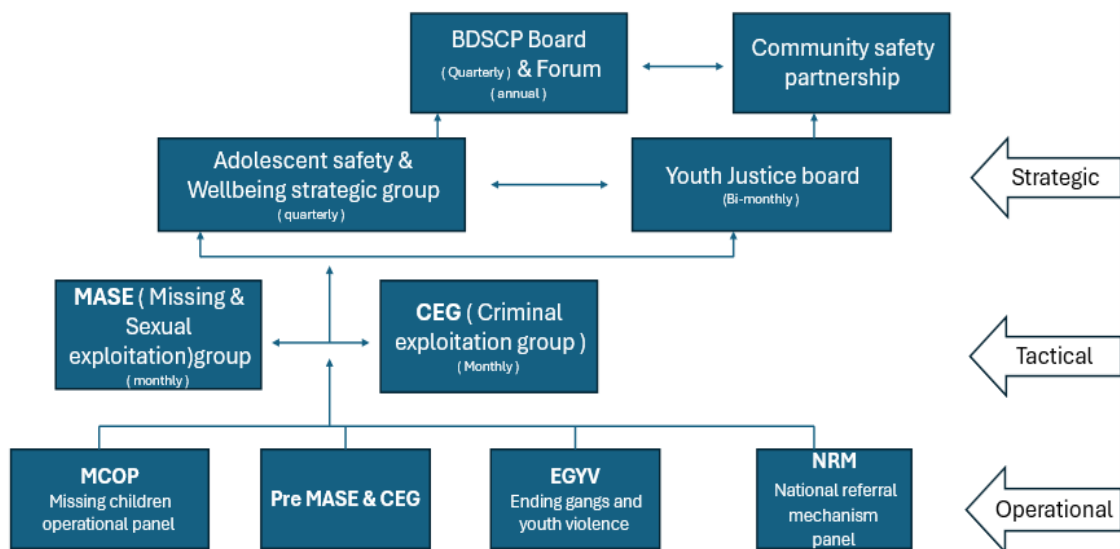 BDSCP Board
( Quarterly ) & Forum
( annual )
Community safety
partnership
Adolescent safety &
Wellbeing strategic group
( quarterly )
Youth Justice board
(Bi-monthly )
Strategic
MASE ( Missing &
Sexual
exploitation)group
( monthly )
CEG ( Criminal
exploitation group )
( Monthly )
Tactical
MCOP
Missing children
operational panel
Pre MASE & CEG
EGYV
Ending gangs and
youth violence
NRM
National referral
mechanism
panel
Operational